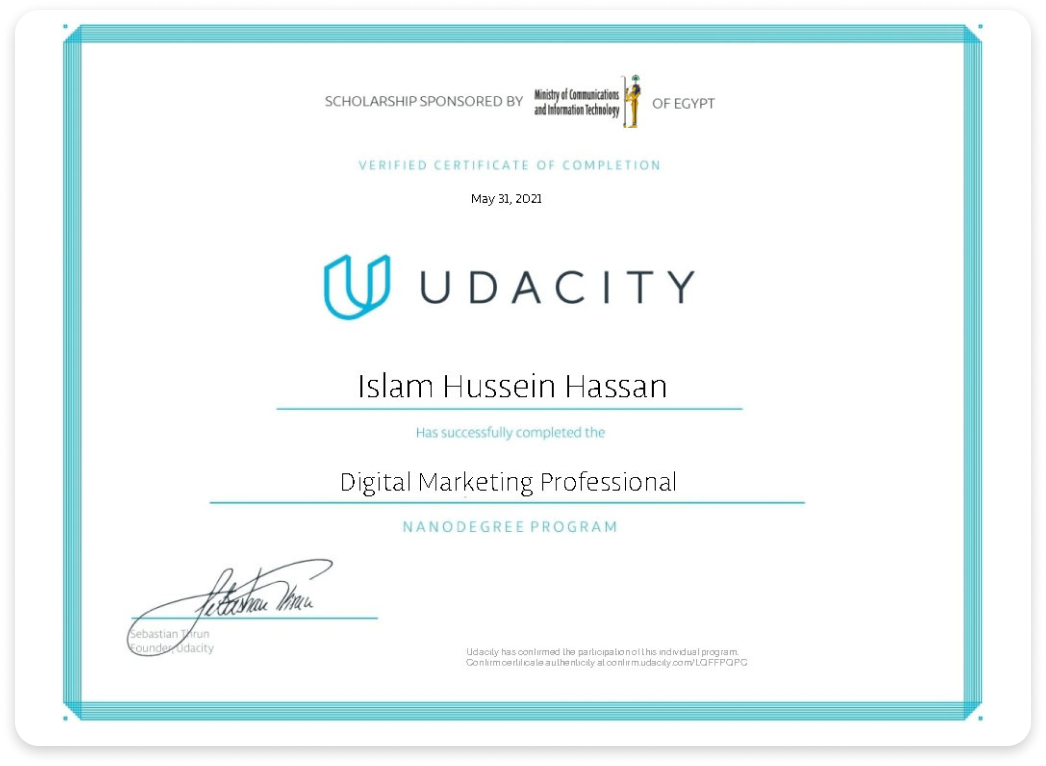 SCHOLARSHIP SPONSORED BY Ministry of Communications and Information Technology OF EGYPT
VERIFIED CERTIFICATE OF COMPLETION
May 31, 2021
UDACITY
Islam Hussein Hassan
Has successfully completed the
Digital Marketing Professional
NANODEGREE PROGRAM
Sebastian Thrun
Sebastian Thrun
Founder, Udacity
Udacity has confirmed the participation of this individual program.
Confirm certificate authenticity at confirm.udacity.com/LQFFPQPC